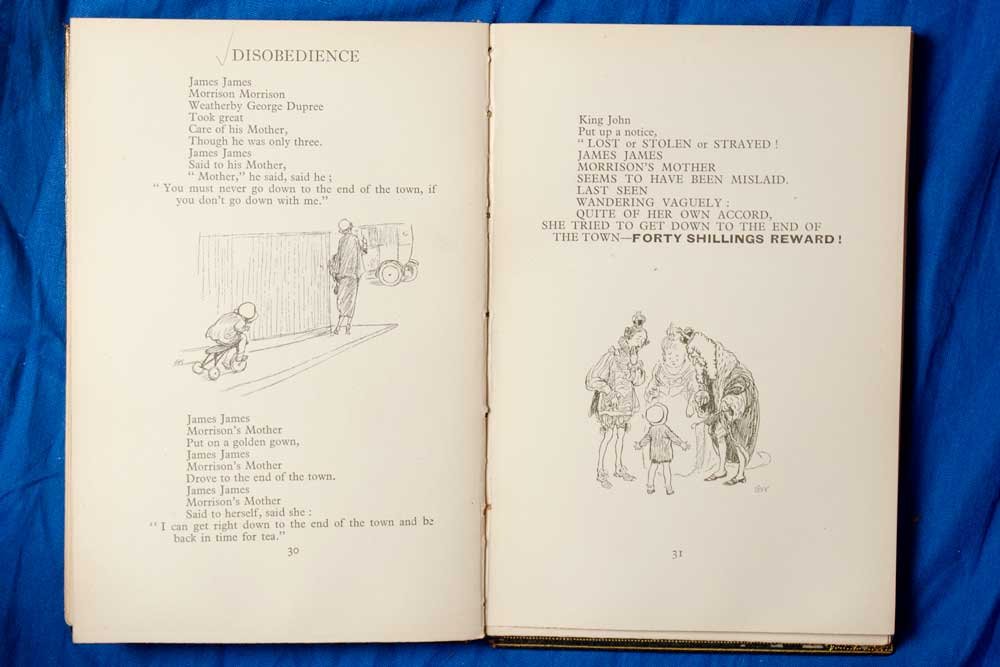 DISOBEDIENCE
James James
Morrison Morrison
Weatherby George Dupree
Took great
Care of his Mother,
Though he was only three.
James James
Said to his Mother,
“ Mother,” he said, said he ;
“ You must never go down to the end of the town, if
you don't go down with me.”
James James
Morrison's Mother
Put on a golden gown,
James James
Morrison's Mother
Drove to the end of the town.
James James
Morrison's Mother
Said to herself, said she :
“ I can get right down to the end of the town and be
back in time for tea.”
30
King John
Put up a notice,
“ LOST or STOLEN or STRAYED !
JAMES JAMES
MORRISON'S MOTHER
SEEMS TO HAVE BEEN MISLAID.
LAST SEEN
WANDERING VAGUELY :
QUITE OF HER OWN ACCORD,
SHE TRIED TO GET DOWN TO THE END OF
THE TOWN—FORTY SHILLINGS REWARD !
31